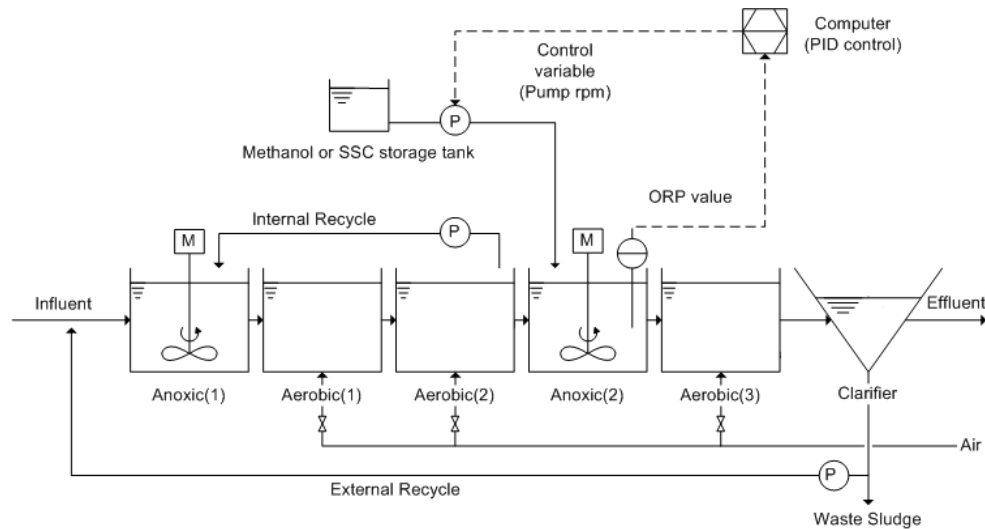 Computer
(PID control)
Control
variable
(Pump rpm)
P
Methanol or SSC storage tank
ORP value
Internal Recycle
P
M
M
Influent
Effluent
Anoxic(1)
Aerobic(1)
Aerobic(2)
Anoxic(2)
Aerobic(3)
Clarifier
Air
P
External Recycle
Waste Sludge